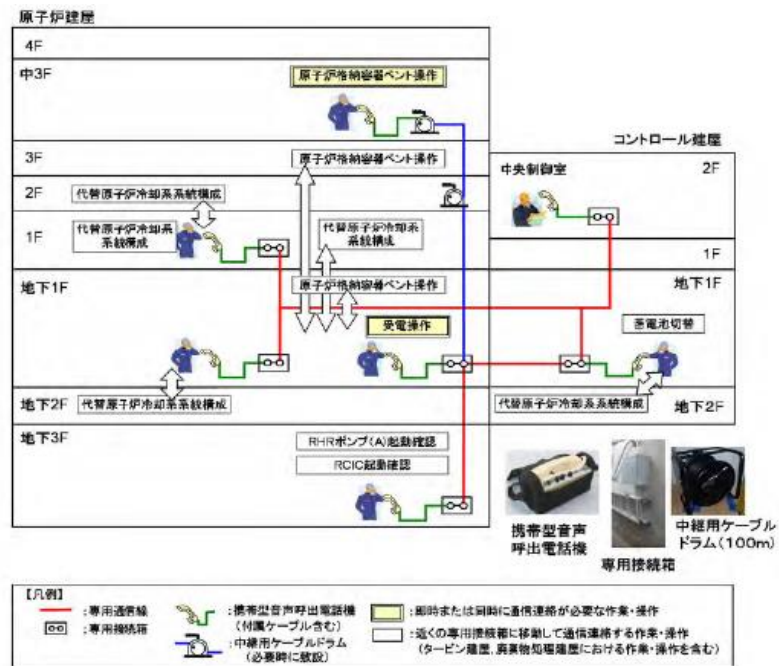 原子炉建屋
4F
中3F
原子炉格納容器ベント操作
コントロール建屋
3F
原子炉格納容器ベント操作
中央制御室
2F
2F
代替原子炉冷却系系統構成
1F
代替原子炉冷却系
系統構成
代替原子炉冷却系
系統構成
1F
地下1F
原子炉格納容器ベント操作
地下1F
受電操作
蓄電池切替
地下2F
代替原子炉冷却系系統構成
代替原子炉冷却系系統構成
地下2F
地下3F
RHRポンプ(A)起動確認
RCIC起動確認
携帯型音声
呼出電話機
専用接続箱
中継用ケーブル
ドラム(100m)
【凡例】
:専用通信線
:専用接続箱
:携帯型音声呼出電話機
(付属ケーブル含む)
:中継用ケーブルドラム
(必要時に敷設)
:即時または同時に通信連絡が必要な作業・操作
:近くの専用接続箱に移動して通信連絡する作業・操作
(タービン建屋、廃棄物処理建屋における作業・操作を含む)